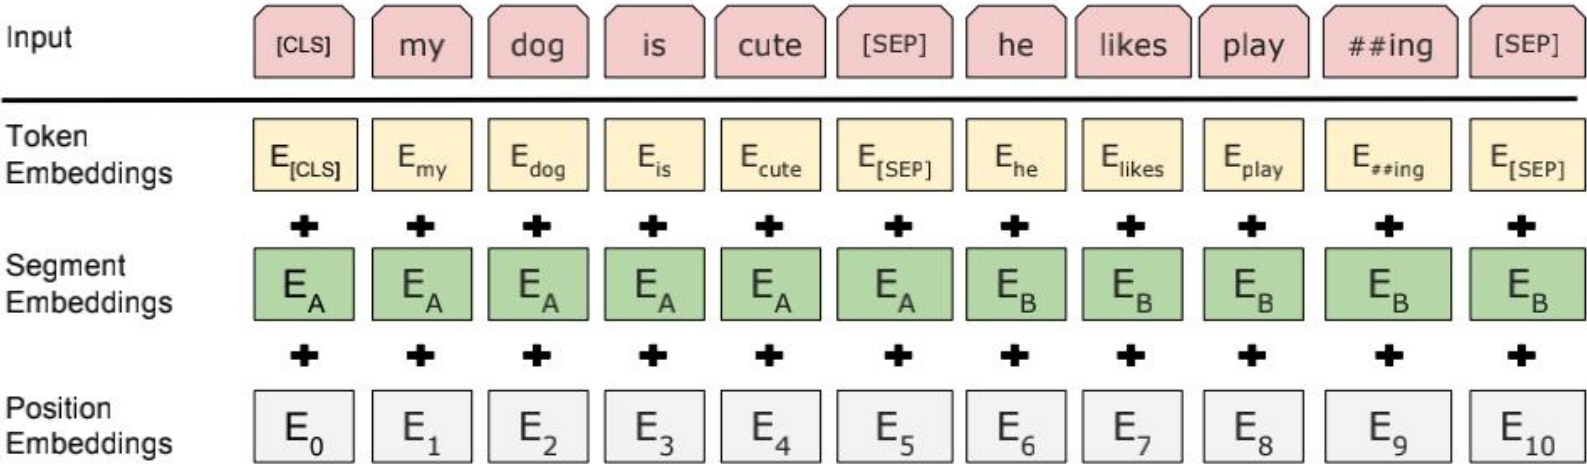 Input [CLS] my dog is cute [SEP] he likes play ##ing [SEP]
Token
Embeddings E[CLS] Emy Edog Eis Ecute E[SEP] Ehe Elikes Eplay E##ing E[SEP]
+ + + + + + + + + + +
Segment
Embeddings EA EA EA EA EA EA EB EB EB EB EB
+ + + + + + + + + + +
Position
Embeddings E0 E1 E2 E3 E4 E5 E6 E7 E8 E9 E10